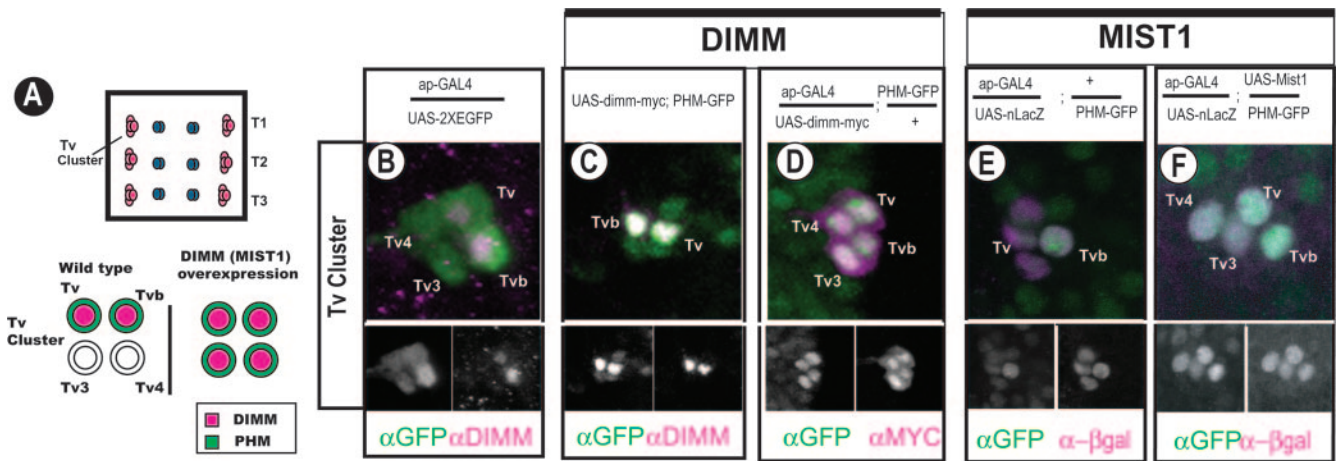 DIMM
MIST1
A
Tv
Cluster
T1
T2
T3
Wild type
DIMM (MIST1)
overexpression
Tv
Tvb
Tv
Cluster
Tv3
Tv4
DIMM
PHM
Tv Cluster
ap-GAL4
UAS-2XEGFP
B
Tv4
Tv3
Tvb
αGFP αDIMM
UAS-dimm-myc; PHM-GFP
C
Tvb
Tv
αGFP αDIMM
ap-GAL4 ; PHM-GFP
UAS-dimm-myc +
D
Tv
Tv4
Tvb
Tv3
αGFP αMYC
ap-GAL4 ; +
UAS-nLacZ PHM-GFP
E
Tv
αGFP α-βgal
ap-GAL4 ; UAS-Mist1
UAS-nLacZ PHM-GFP
F
Tv
Tv4
Tvb
Tv3
αGFP α-βgal